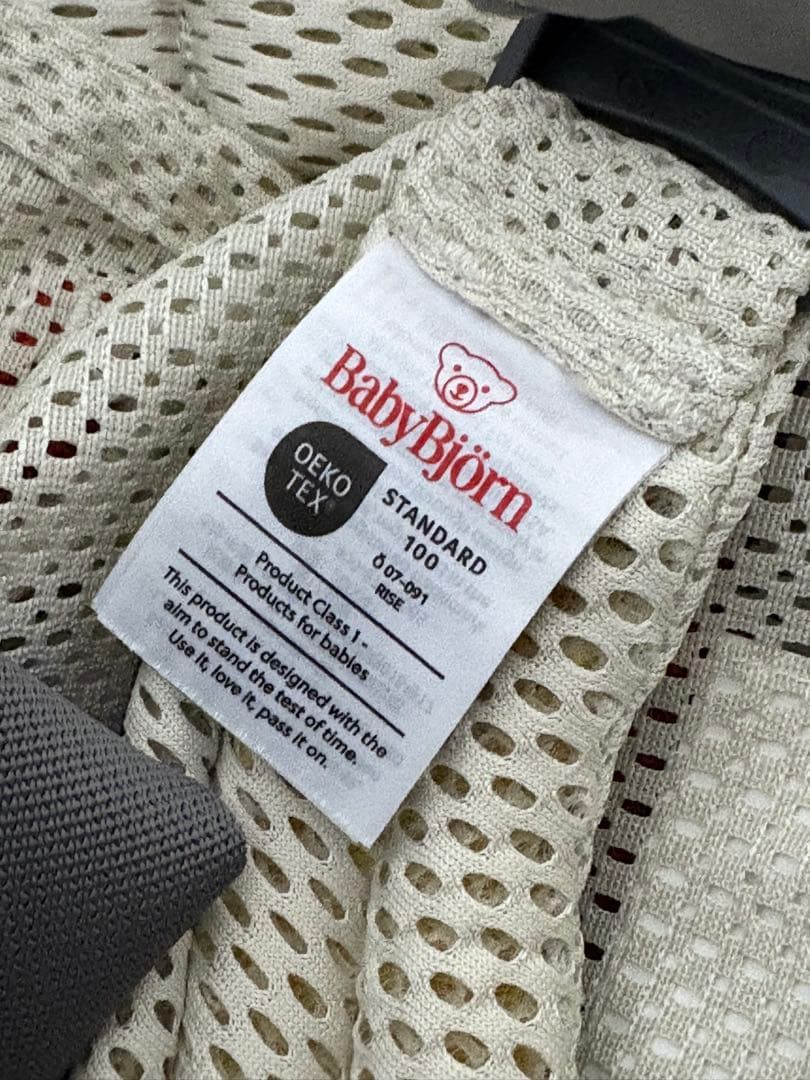 BabyBjörn
OEKO
TEX®
STANDARD
100
Ö 07-091
RISE
Product Class I -
Products for babies
This product is designed with the
aim to stand the test of time.
Use it, love it, pass it on.